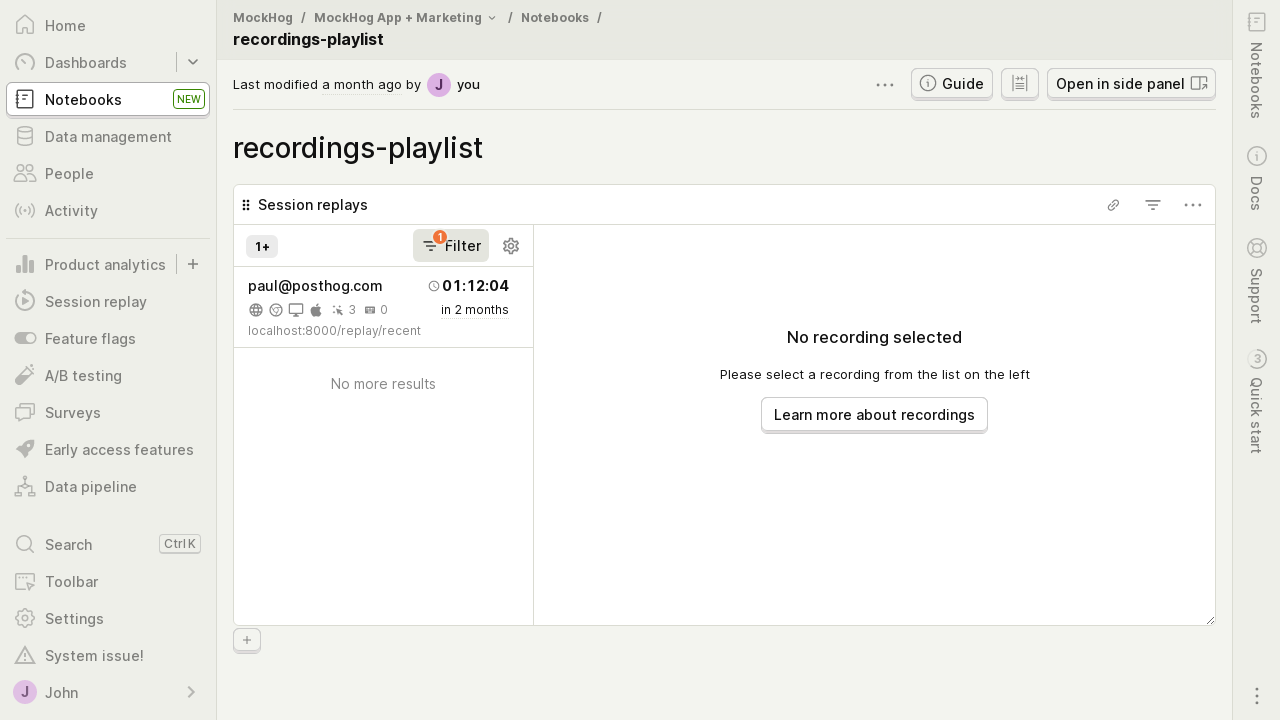 Home
Dashboards
Notebooks
NEW
Data management
People
Activity
Product analytics
Session replay
Feature flags
A/B testing
Surveys
Early access features
Data pipeline
Search
Ctrl K
Toolbar
Settings
System issue!
J
John
MockHog / MockHog App + Marketing / Notebooks /
recordings-playlist
Last modified a month ago by J you
Guide
Open in side panel
recordings-playlist
Session replays
1+
1
Filter
paul@posthog.com
01:12:04
3
0
in 2 months
localhost:8000/replay/recent
No more results
No recording selected
Please select a recording from the list on the left
Learn more about recordings
Notebooks
Docs
Support
3
Quick start